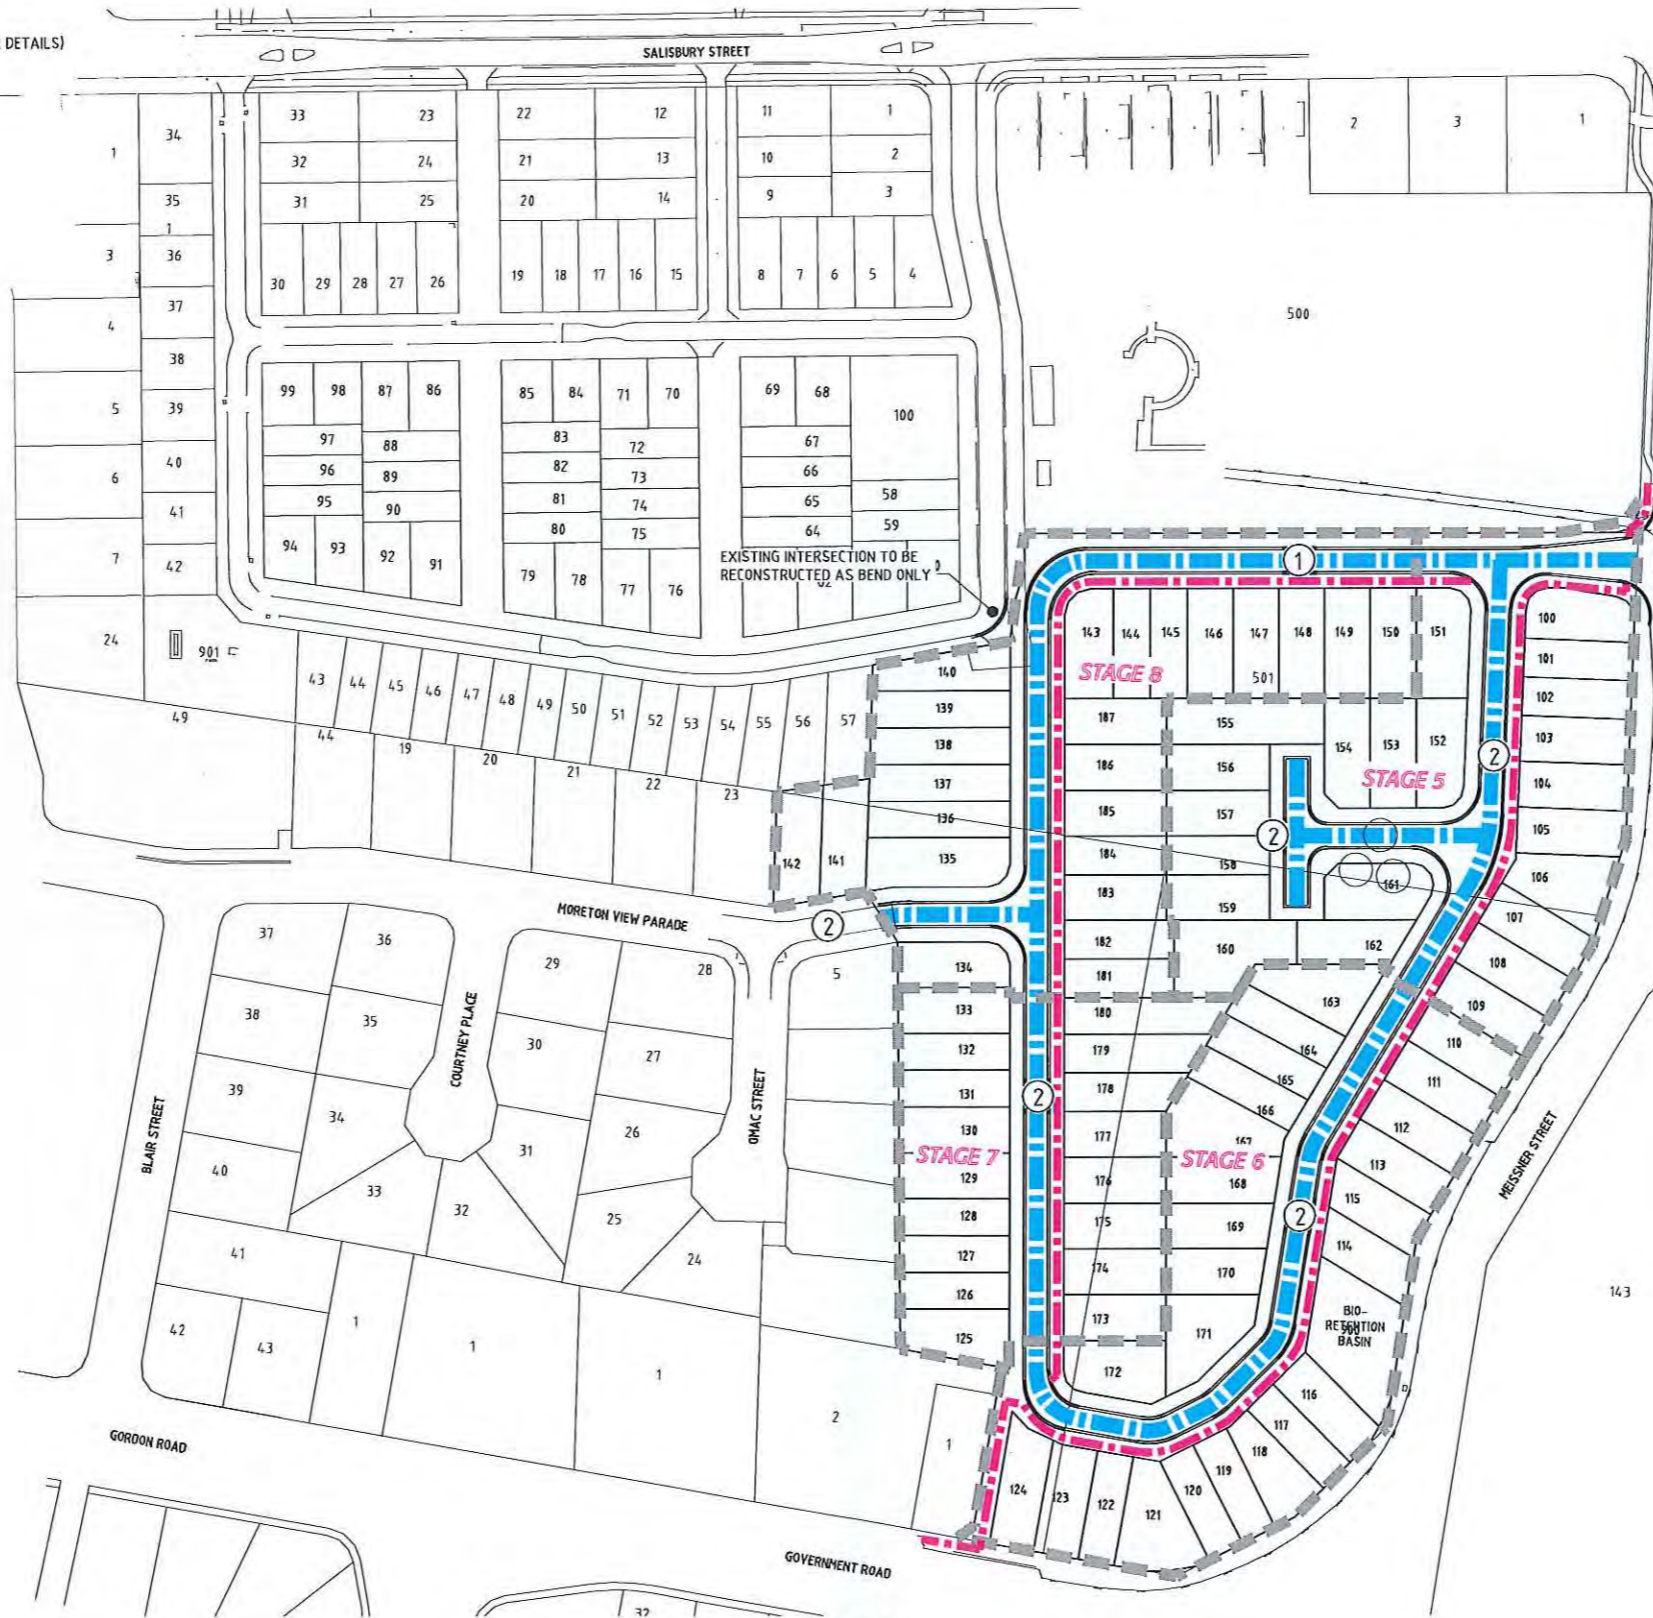 DETAILS)
SALISBURY STREET
33 23 22 12 11 1
34
1
32 24 21 13 10 2
2 3 1
35
31 25 20 14 9 3
1
3 36
30 29 28 27 26 19 18 17 16 15 8 7 6 5 4
37
4
500
38
99 98 87 86 85 84 71 70 69 68
5 39
100
97 88 83 72 67
40
96 89 82 73 66
6
95 90 81 74 65 58
41
80 75 64 59
94 93 92 91
7 42
EXISTING INTERSECTION TO BE
RECONSTRUCTED AS BEND ONLY
79 78 77 76
1
143 144 145 146 147 148 149 150 151
100
24
901
101
STAGE 8
501
140
43 44 45 46 47 48 49 50 51 52 53 54 55 56 57
102
49
139
187 155
44 19 20 21 22 23
138
154 153 152
103
2
186 156
137
STAGE 5
104
136
185 157
2
105
142 141 135
184 158
161
106
183 159
MORETON VIEW PARADE
2
107
37 36
182 160 162
29 28 5
134
181
108
163
109
38 35
133
180
COURTNEY PLACE
30 27
132
179
164
110
165
111
39 34
131
178
2
166
OMAC STREET
BLAIR STREET
26
130
177
167
112
MEISSNER STREET
31
STAGE 7
STAGE 6
113
40 33
129
176
168
115
32 25
128
175
169
2
114
41 24
127
174
170
143
126
BIO-
RETENTION
BASIN
42 43 1 1 1
125
173
171
172
116
2 1
117
118
GORDON ROAD
119
124 123 122 121 120
GOVERNMENT ROAD
32